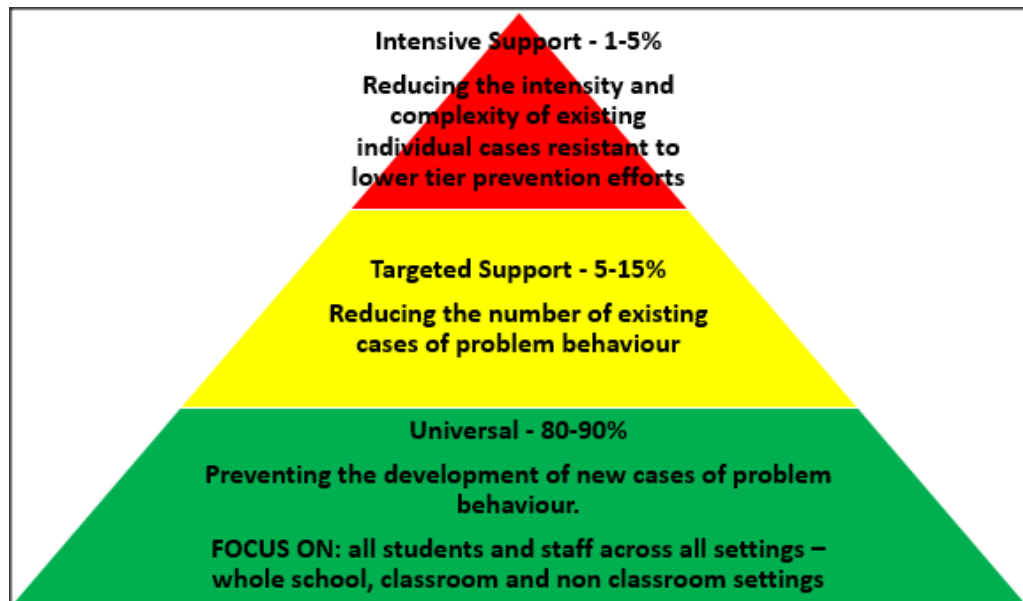 Intensive Support - 1-5%
Reducing the intensity and
complexity of existing
individual cases resistant to
lower tier prevention efforts
Targeted Support - 5-15%
Reducing the number of existing
cases of problem behaviour
Universal - 80-90%
Preventing the development of new cases of problem
behaviour.
FOCUS ON: all students and staff across all settings –
whole school, classroom and non classroom settings